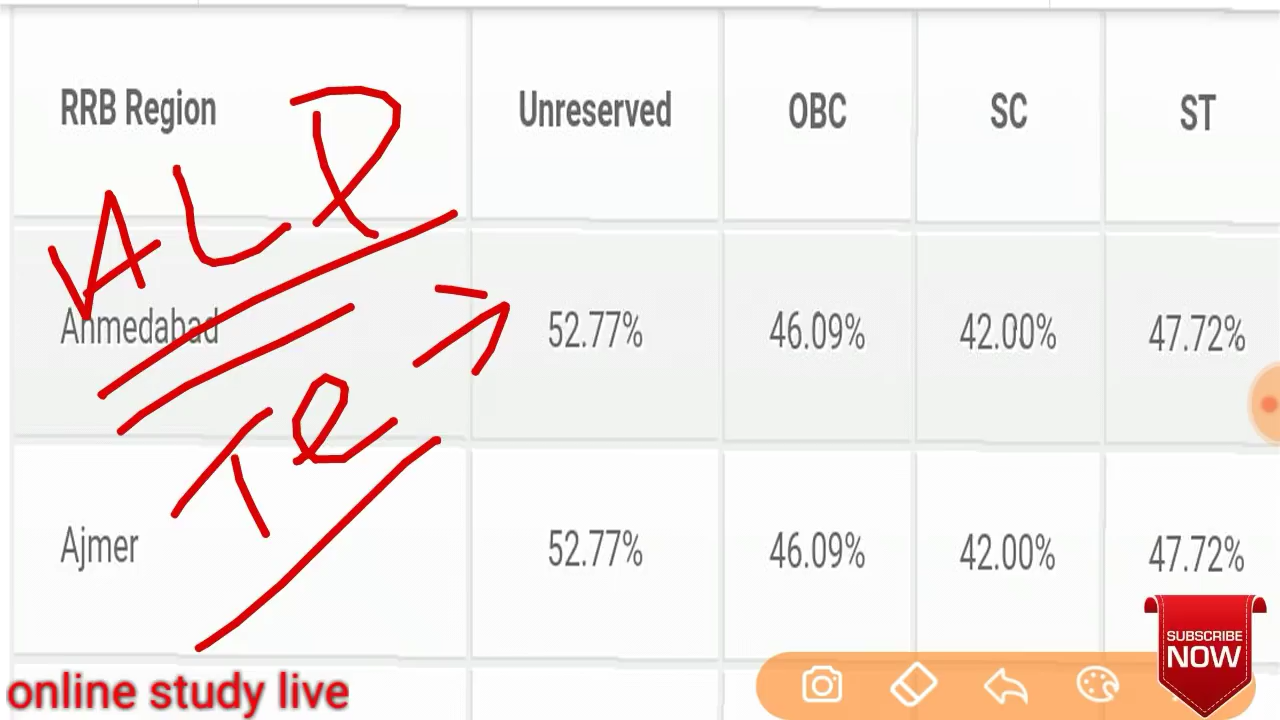 RRB Region Unreserved OBC SC ST
ALP
Ahmedabad 52.77% 46.09% 42.00% 47.72%
Te
Ajmer 52.77% 46.09% 42.00% 47.72%
SUBSCRIBE
NOW
online study live